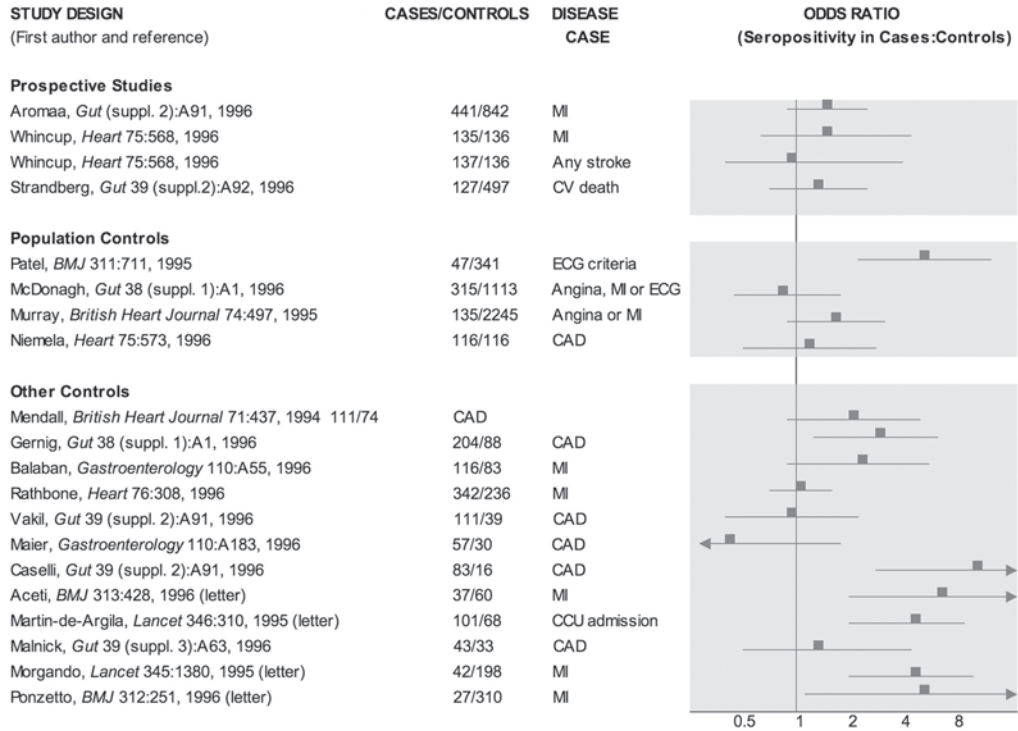 STUDY DESIGN CASES/CONTROLS DISEASE ODDS RATIO
(First author and reference) CASE (Seropositivity in Cases:Controls)
Prospective Studies
Aromaa, Gut (suppl. 2):A91, 1996 441/842 MI
Whincup, Heart 75:568, 1996 135/136 MI
Whincup, Heart 75:568, 1996 137/136 Any stroke
Strandberg, Gut 39 (suppl.2):A92, 1996 127/497 CV death
Population Controls
Patel, BMJ 311:711, 1995 47/341 ECG criteria
McDonagh, Gut 38 (suppl. 1):A1, 1996 315/1113 Angina, MI or ECG
Murray, British Heart Journal 74:497, 1995 135/2245 Angina or MI
Niemela, Heart 75:573, 1996 116/116 CAD
Other Controls
Mendall, British Heart Journal 71:437, 1994 111/74 CAD
Gernig, Gut 38 (suppl. 1):A1, 1996 204/88 CAD
Balaban, Gastroenterology 110:A55, 1996 116/83 MI
Rathbone, Heart 76:308, 1996 342/236 MI
Vakil, Gut 39 (suppl. 2):A91, 1996 111/39 CAD
Maier, Gastroenterology 110:A183, 1996 57/30 CAD
Caselli, Gut 39 (suppl. 2):A91, 1996 83/16 CAD
Aceti, BMJ 313:428, 1996 (letter) 37/60 MI
Martin-de-Argila, Lancet 346:310, 1995 (letter) 101/68 CCU admission
Malnick, Gut 39 (suppl. 3):A63, 1996 43/33 CAD
Morgando, Lancet 345:1380, 1995 (letter) 42/198 MI
Ponzetto, BMJ 312:251, 1996 (letter) 27/310 MI
0.5 1 2 4 8